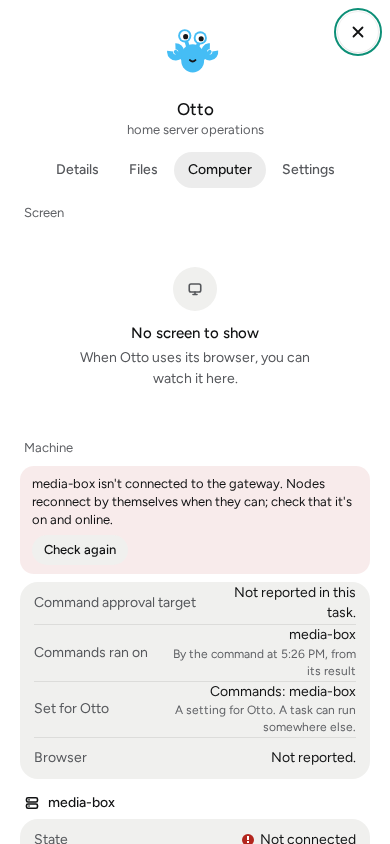 Otto
home server operations
Details Files Computer Settings
Screen
No screen to show
When Otto uses its browser, you can
watch it here.
Machine
media-box isn't connected to the gateway. Nodes
reconnect by themselves when they can; check that it's
on and online.
Check again
Command approval target Not reported in this
task.
Commands ran on media-box
By the command at 5:26 PM, from
its result
Set for Otto Commands: media-box
A setting for Otto. A task can run
somewhere else.
Browser Not reported.
media-box
State Not connected